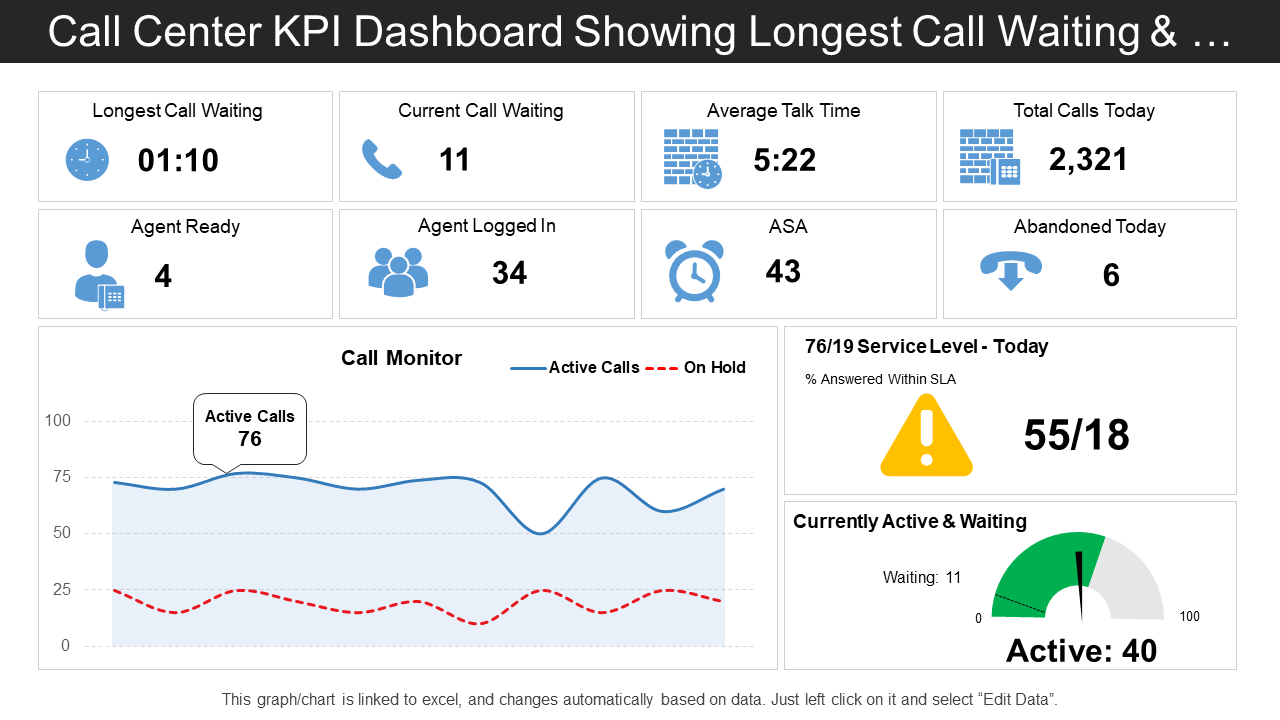 Call Center KPI Dashboard Showing Longest Call Waiting & …
Longest Call Waiting
01:10
Current Call Waiting
11
Average Talk Time
5:22
Total Calls Today
2,321
Agent Ready
4
Agent Logged In
34
ASA
43
Abandoned Today
6
Call Monitor
Active Calls
On Hold
Active Calls
76
100
75
50
25
0
76/19 Service Level - Today
% Answered Within SLA
55/18
Currently Active & Waiting
Waiting: 11
0
100
Active: 40
This graph/chart is linked to excel, and changes automatically based on data. Just left click on it and select “Edit Data”.